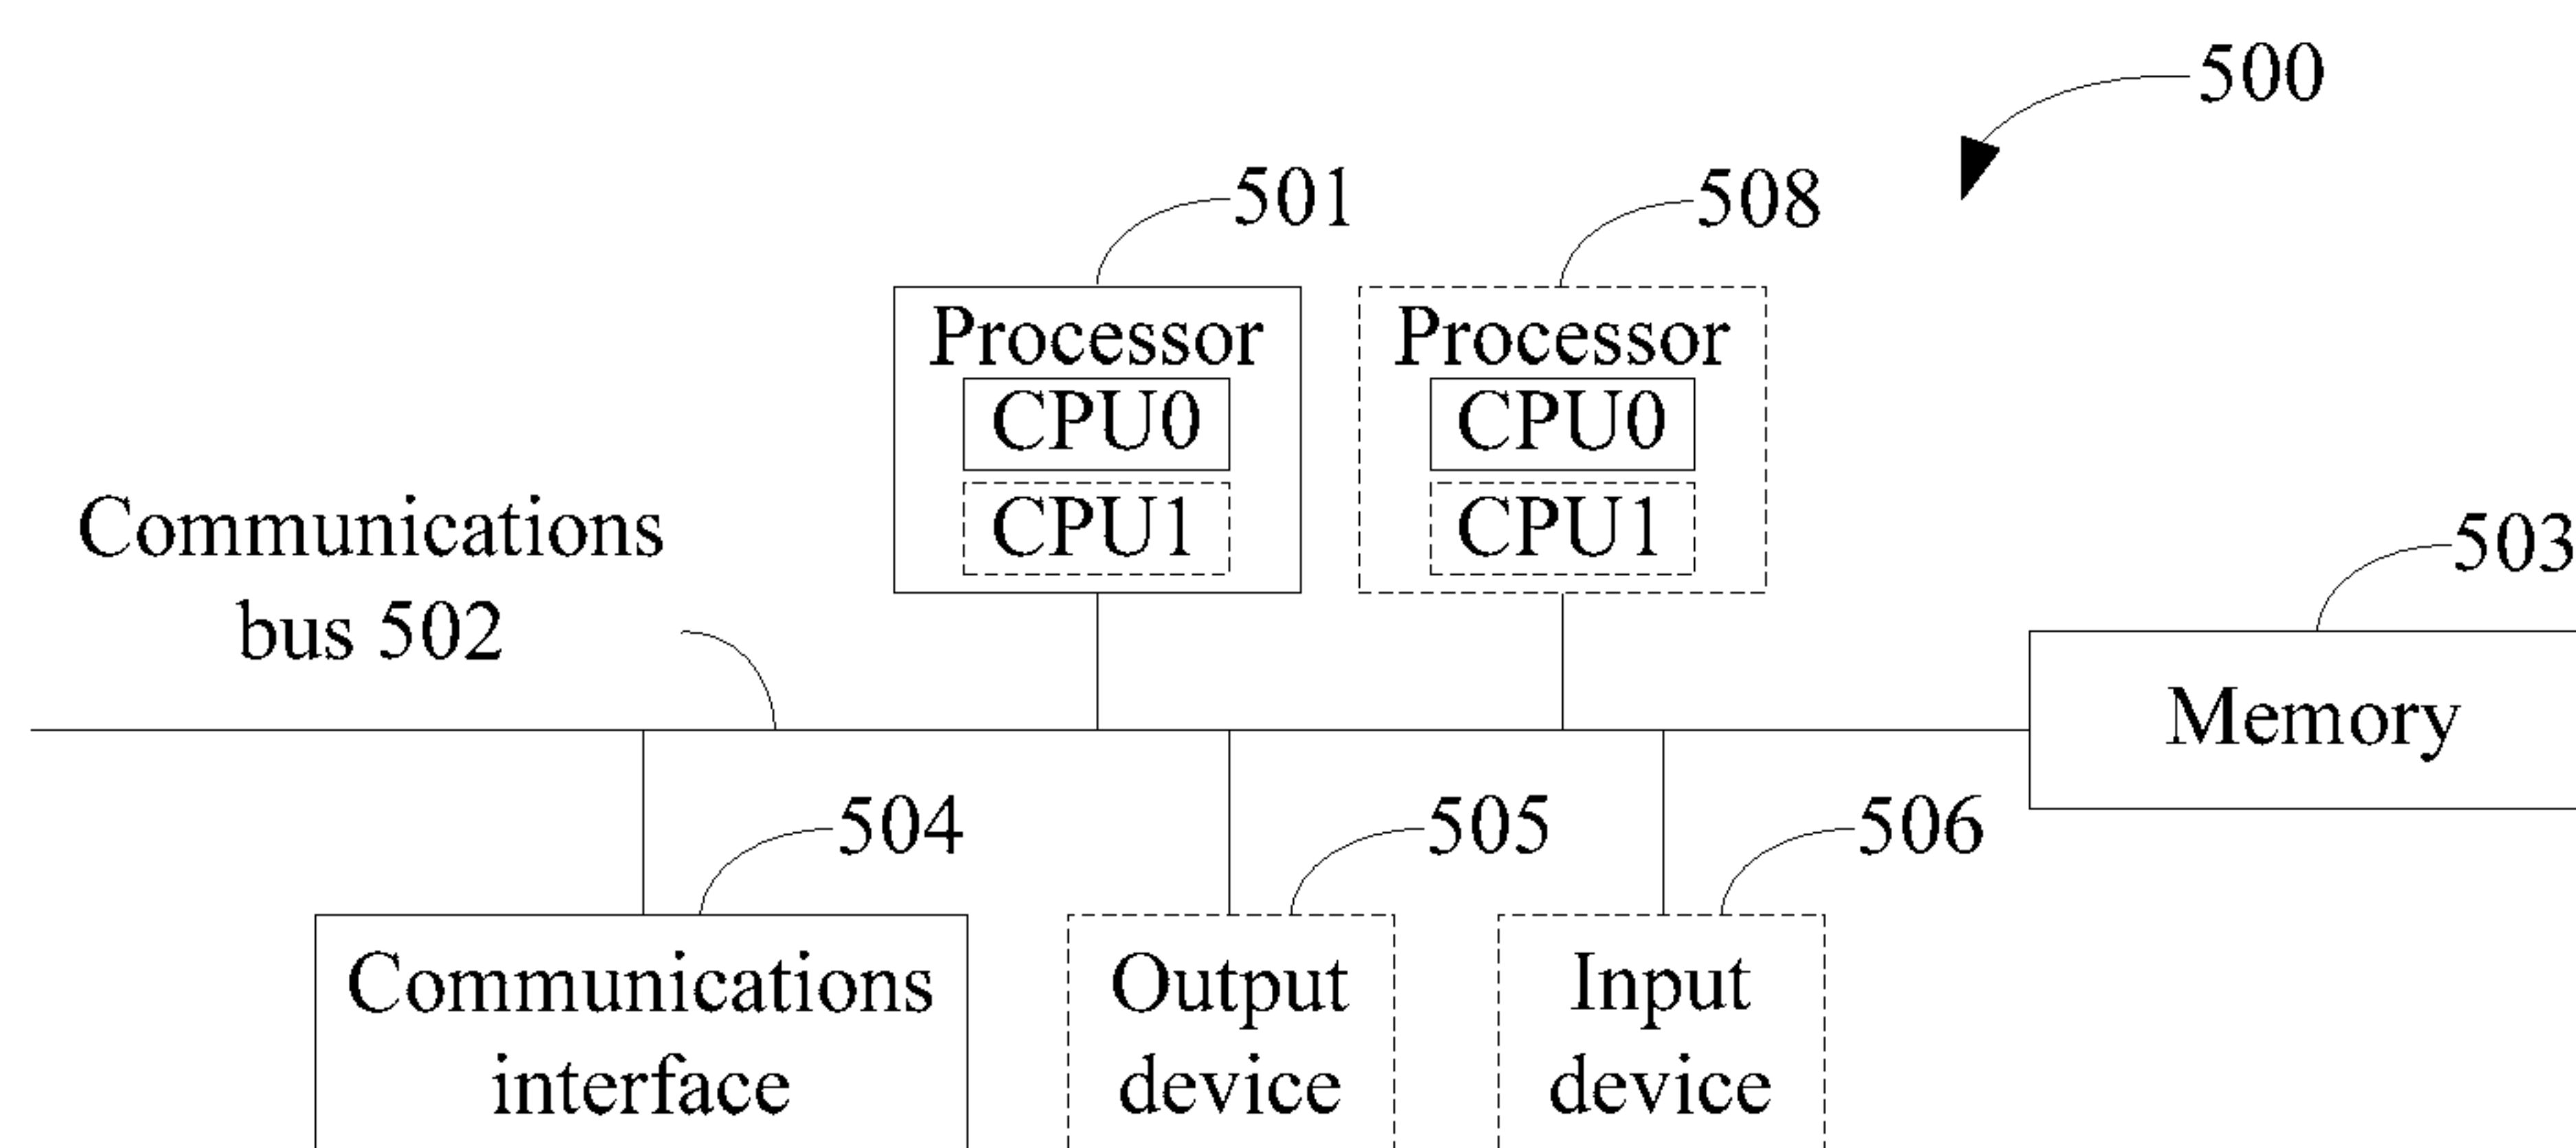 500
501
508
Processor
CPU0
CPU1
Processor
CPU0
CPU1
Communications
bus 502
503
Memory
504
505
506
Communications
interface
Output
device
Input
device